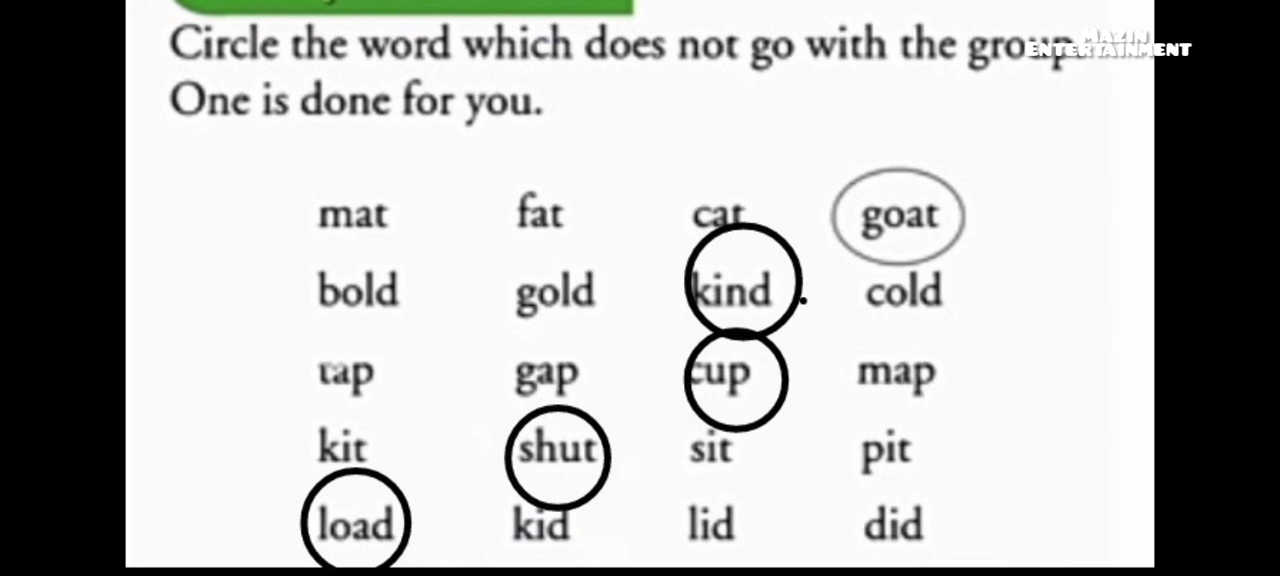 Circle the word which does not go with the group.
MAZIN
ENTERTAINMENT
One is done for you.
mat fat cat goat
bold gold kind cold
tap gap cup map
kit shut sit pit
load kid lid did